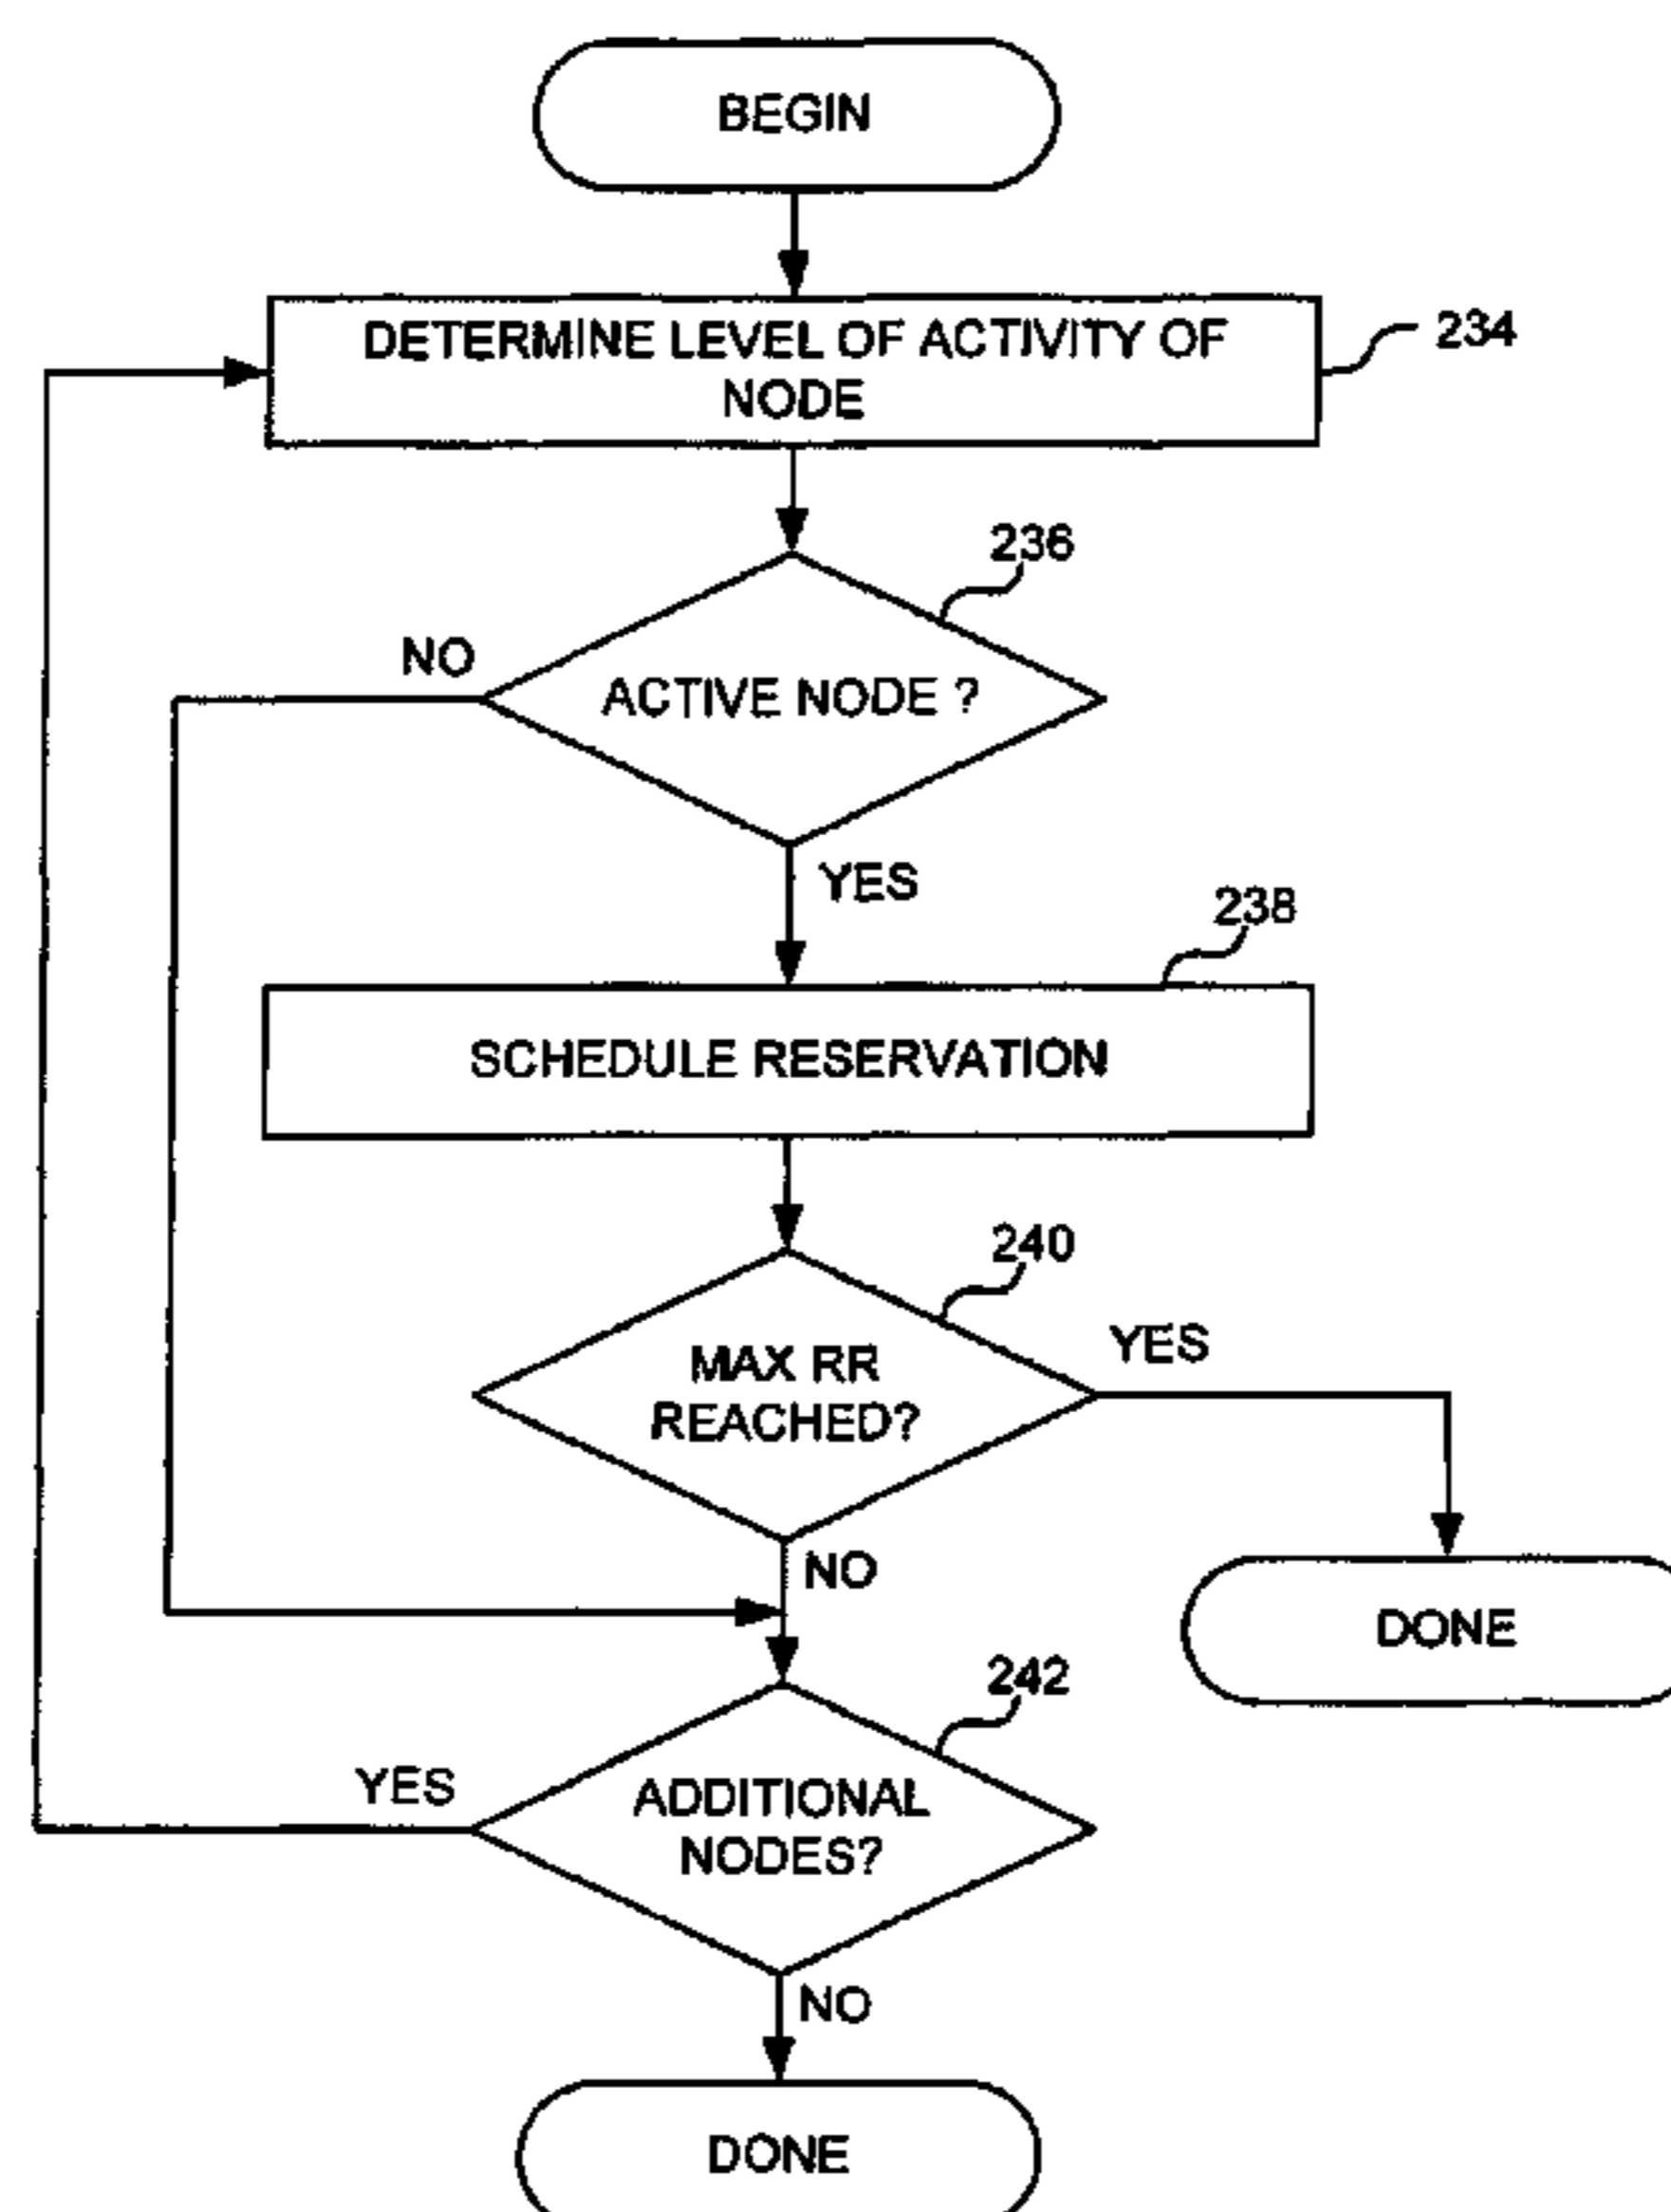 BEGIN
DETERMINE LEVEL OF ACTIVITY OF
NODE
234
236
NO
ACTIVE NODE ?
YES
238
SCHEDULE RESERVATION
240
YES
MAX RR
REACHED?
NO
DONE
242
YES
ADDITIONAL
NODES?
NO
DONE